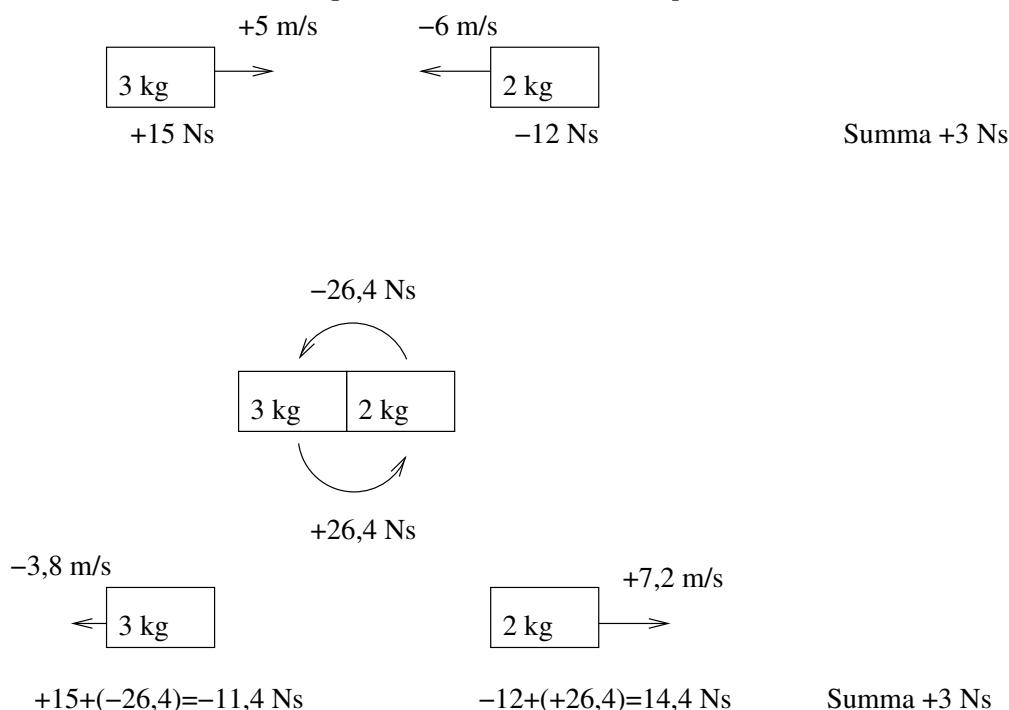 +5 m/s −6 m/s
3 kg 2 kg
+15 Ns −12 Ns Summa +3 Ns
−26,4 Ns
3 kg 2 kg
+26,4 Ns
−3,8 m/s +7,2 m/s
3 kg 2 kg
+15+(−26,4)=−11,4 Ns −12+(+26,4)=14,4 Ns Summa +3 Ns